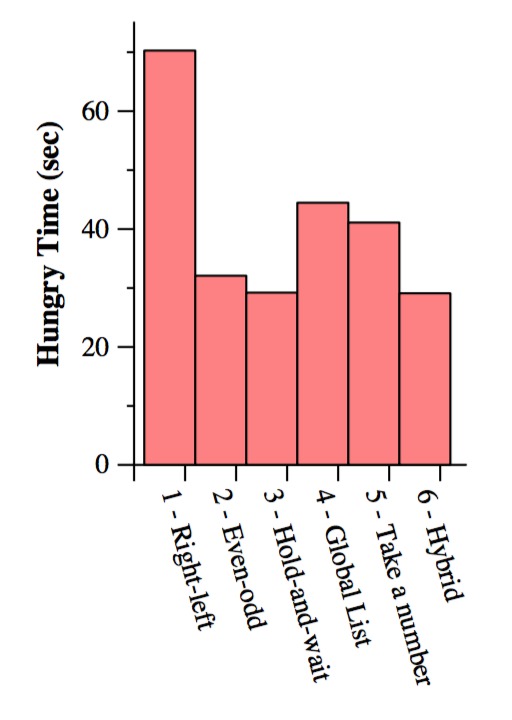 Hungry Time (sec)
60
40
20
0
1 - Right-left
2 - Even-odd
3 - Hold-and-wait
4 - Global List
5 - Take a number
6 - Hybrid